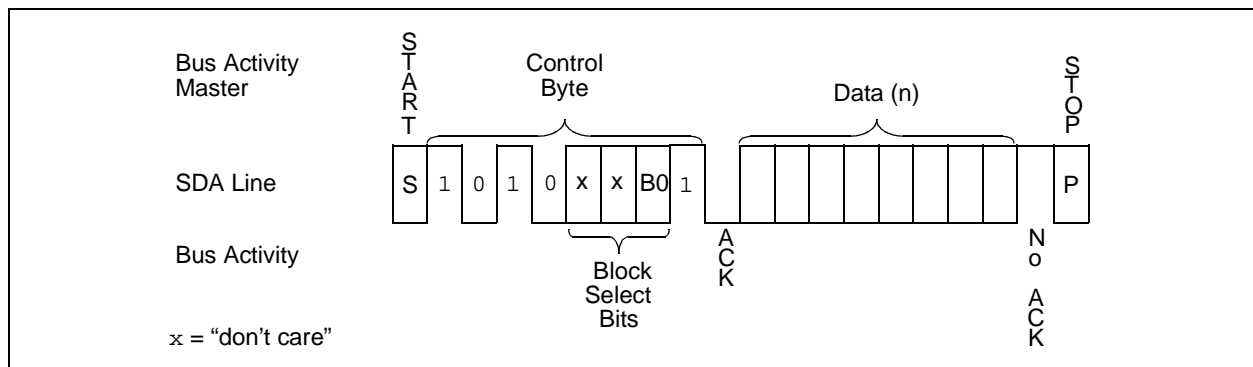 Bus Activity
Master
START
Control
Byte
Data (n)
STOP
SDA Line
S 1 0 1 0 x x B0 1 P
Bus Activity
ACK
No ACK
Block
Select
Bits
x = “don’t care”